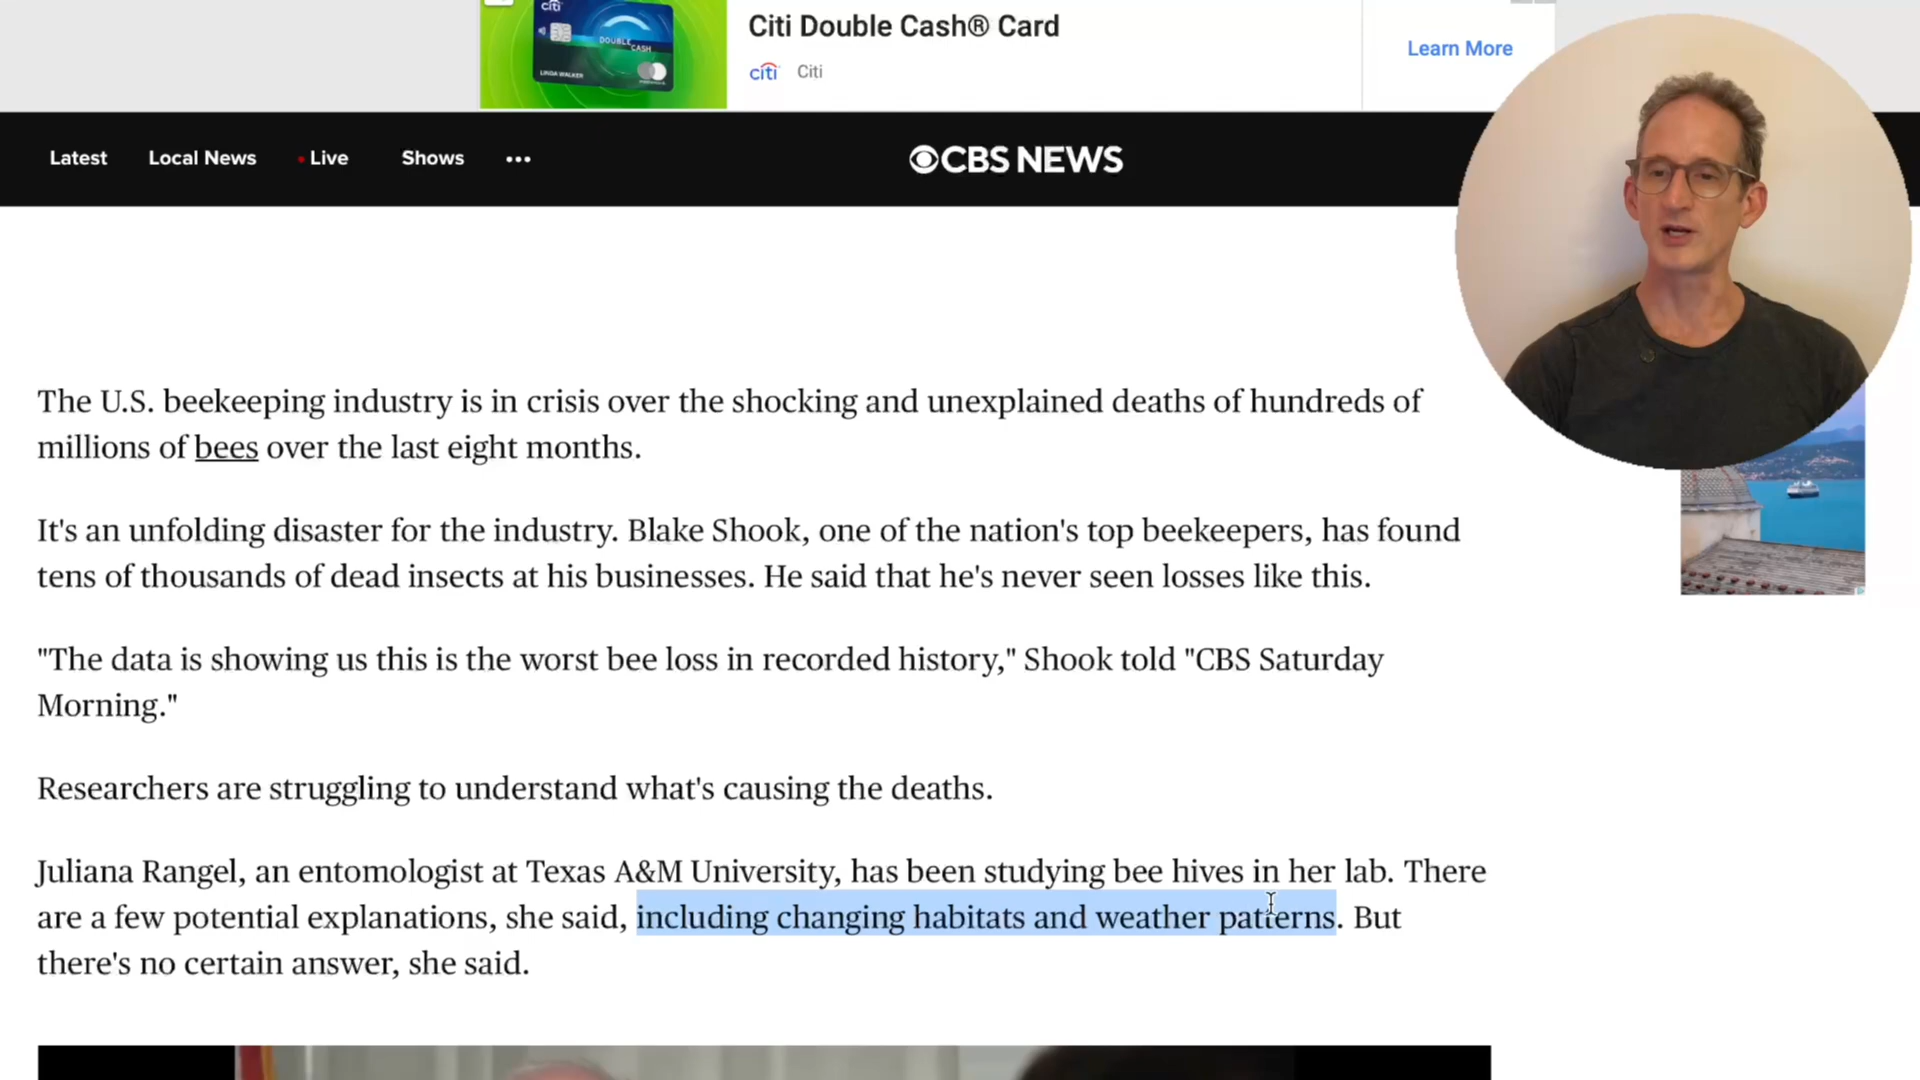 citi
DOUBLE
CASH
LINDA WALKER
Citi Double Cash® Card
citi Citi
Learn More
Latest Local News Live Shows •••
CBS NEWS
The U.S. beekeeping industry is in crisis over the shocking and unexplained deaths of hundreds of
millions of bees over the last eight months.
It's an unfolding disaster for the industry. Blake Shook, one of the nation's top beekeepers, has found
tens of thousands of dead insects at his businesses. He said that he's never seen losses like this.
"The data is showing us this is the worst bee loss in recorded history," Shook told "CBS Saturday
Morning."
Researchers are struggling to understand what's causing the deaths.
Juliana Rangel, an entomologist at Texas A&M University, has been studying bee hives in her lab. There
are a few potential explanations, she said, including changing habitats and weather patterns. But
there's no certain answer, she said.